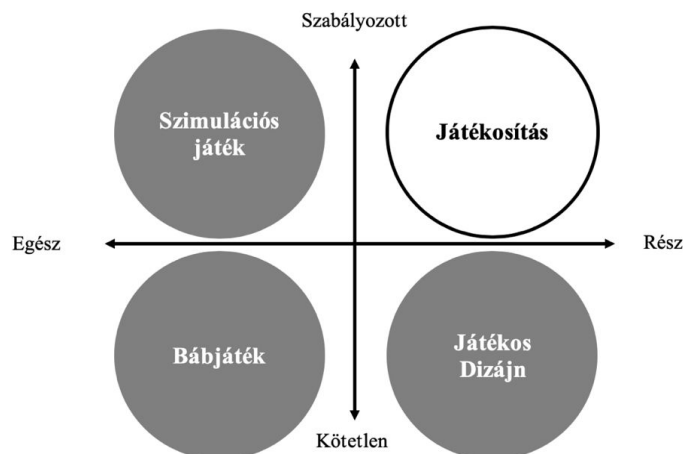 Szabályozott
Szimulációs
játék
Játékosítás
Egész
Rész
Bábjáték
Játékos
Dizájn
Kötetlen